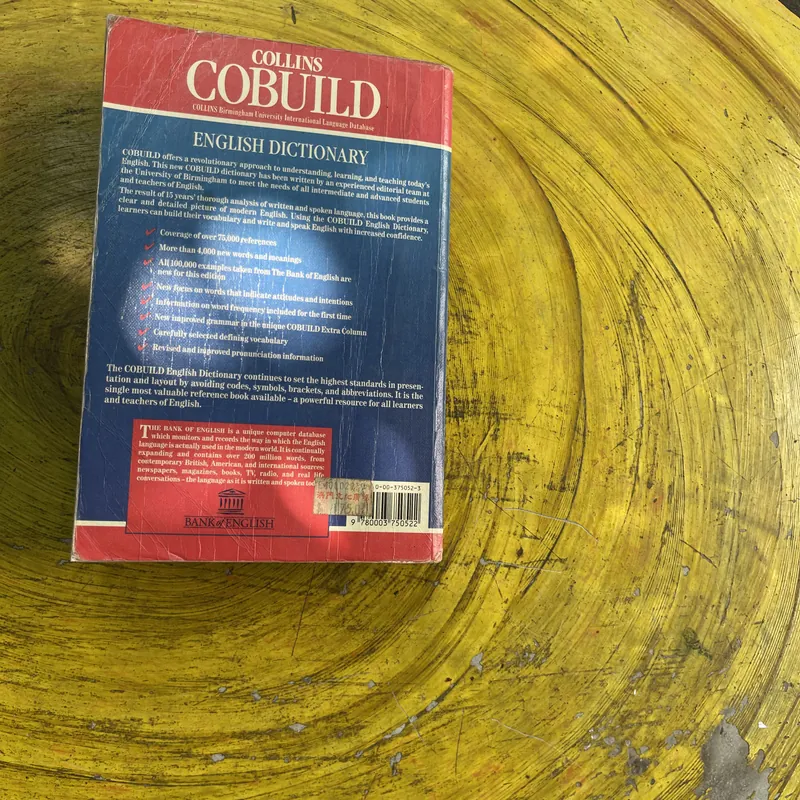 COLLINS
COBUILD
COLLINS Birmingham University International Language Database
ENGLISH DICTIONARY
COBUILD offers a revolutionary approach to understanding, learning, and teaching today's
English. This new COBUILD dictionary has been written by an experienced editorial team at
the University of Birmingham to meet the needs of all intermediate and advanced students
and teachers of English.
The result of 15 years' thorough analysis of written and spoken language, this book provides a
clear and detailed picture of modern English. Using the COBUILD English Dictionary,
learners can build their vocabulary and write and speak English with increased confidence.
Coverage of over 75,000 references
More than 4,000 new words and meanings
All 100,000 examples taken from The Bank of English are
new for this edition
New focus on words that indicate attitudes and intentions
Information on word frequency included for the first time
New improved grammar in the unique COBUILD Extra Column
Carefully selected defining vocabulary
Revised and improved pronunciation information
The COBUILD English Dictionary continues to set the highest standards in presen-
tation and layout by avoiding codes, symbols, brackets, and abbreviations. It is the
single most valuable reference book available – a powerful resource for all learners
and teachers of English.
THE BANK OF ENGLISH is a unique computer database
which monitors and records the way in which the English
language is actually used in the modern world. It is continually
expanding and contains over 200 million words, from
contemporary British, American, and international sources:
newspapers, magazines, books, TV, radio, and real life
conversations – the language as it is written and spoken
0-00-375052-3
BANK of ENGLISH
9 780003 750522